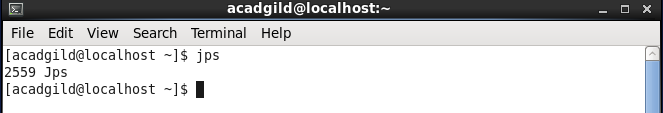 acadgild@localhost:~
File Edit View Search Terminal Help
[acadgild@localhost ~]$ jps
2559 Jps
[acadgild@localhost ~]$